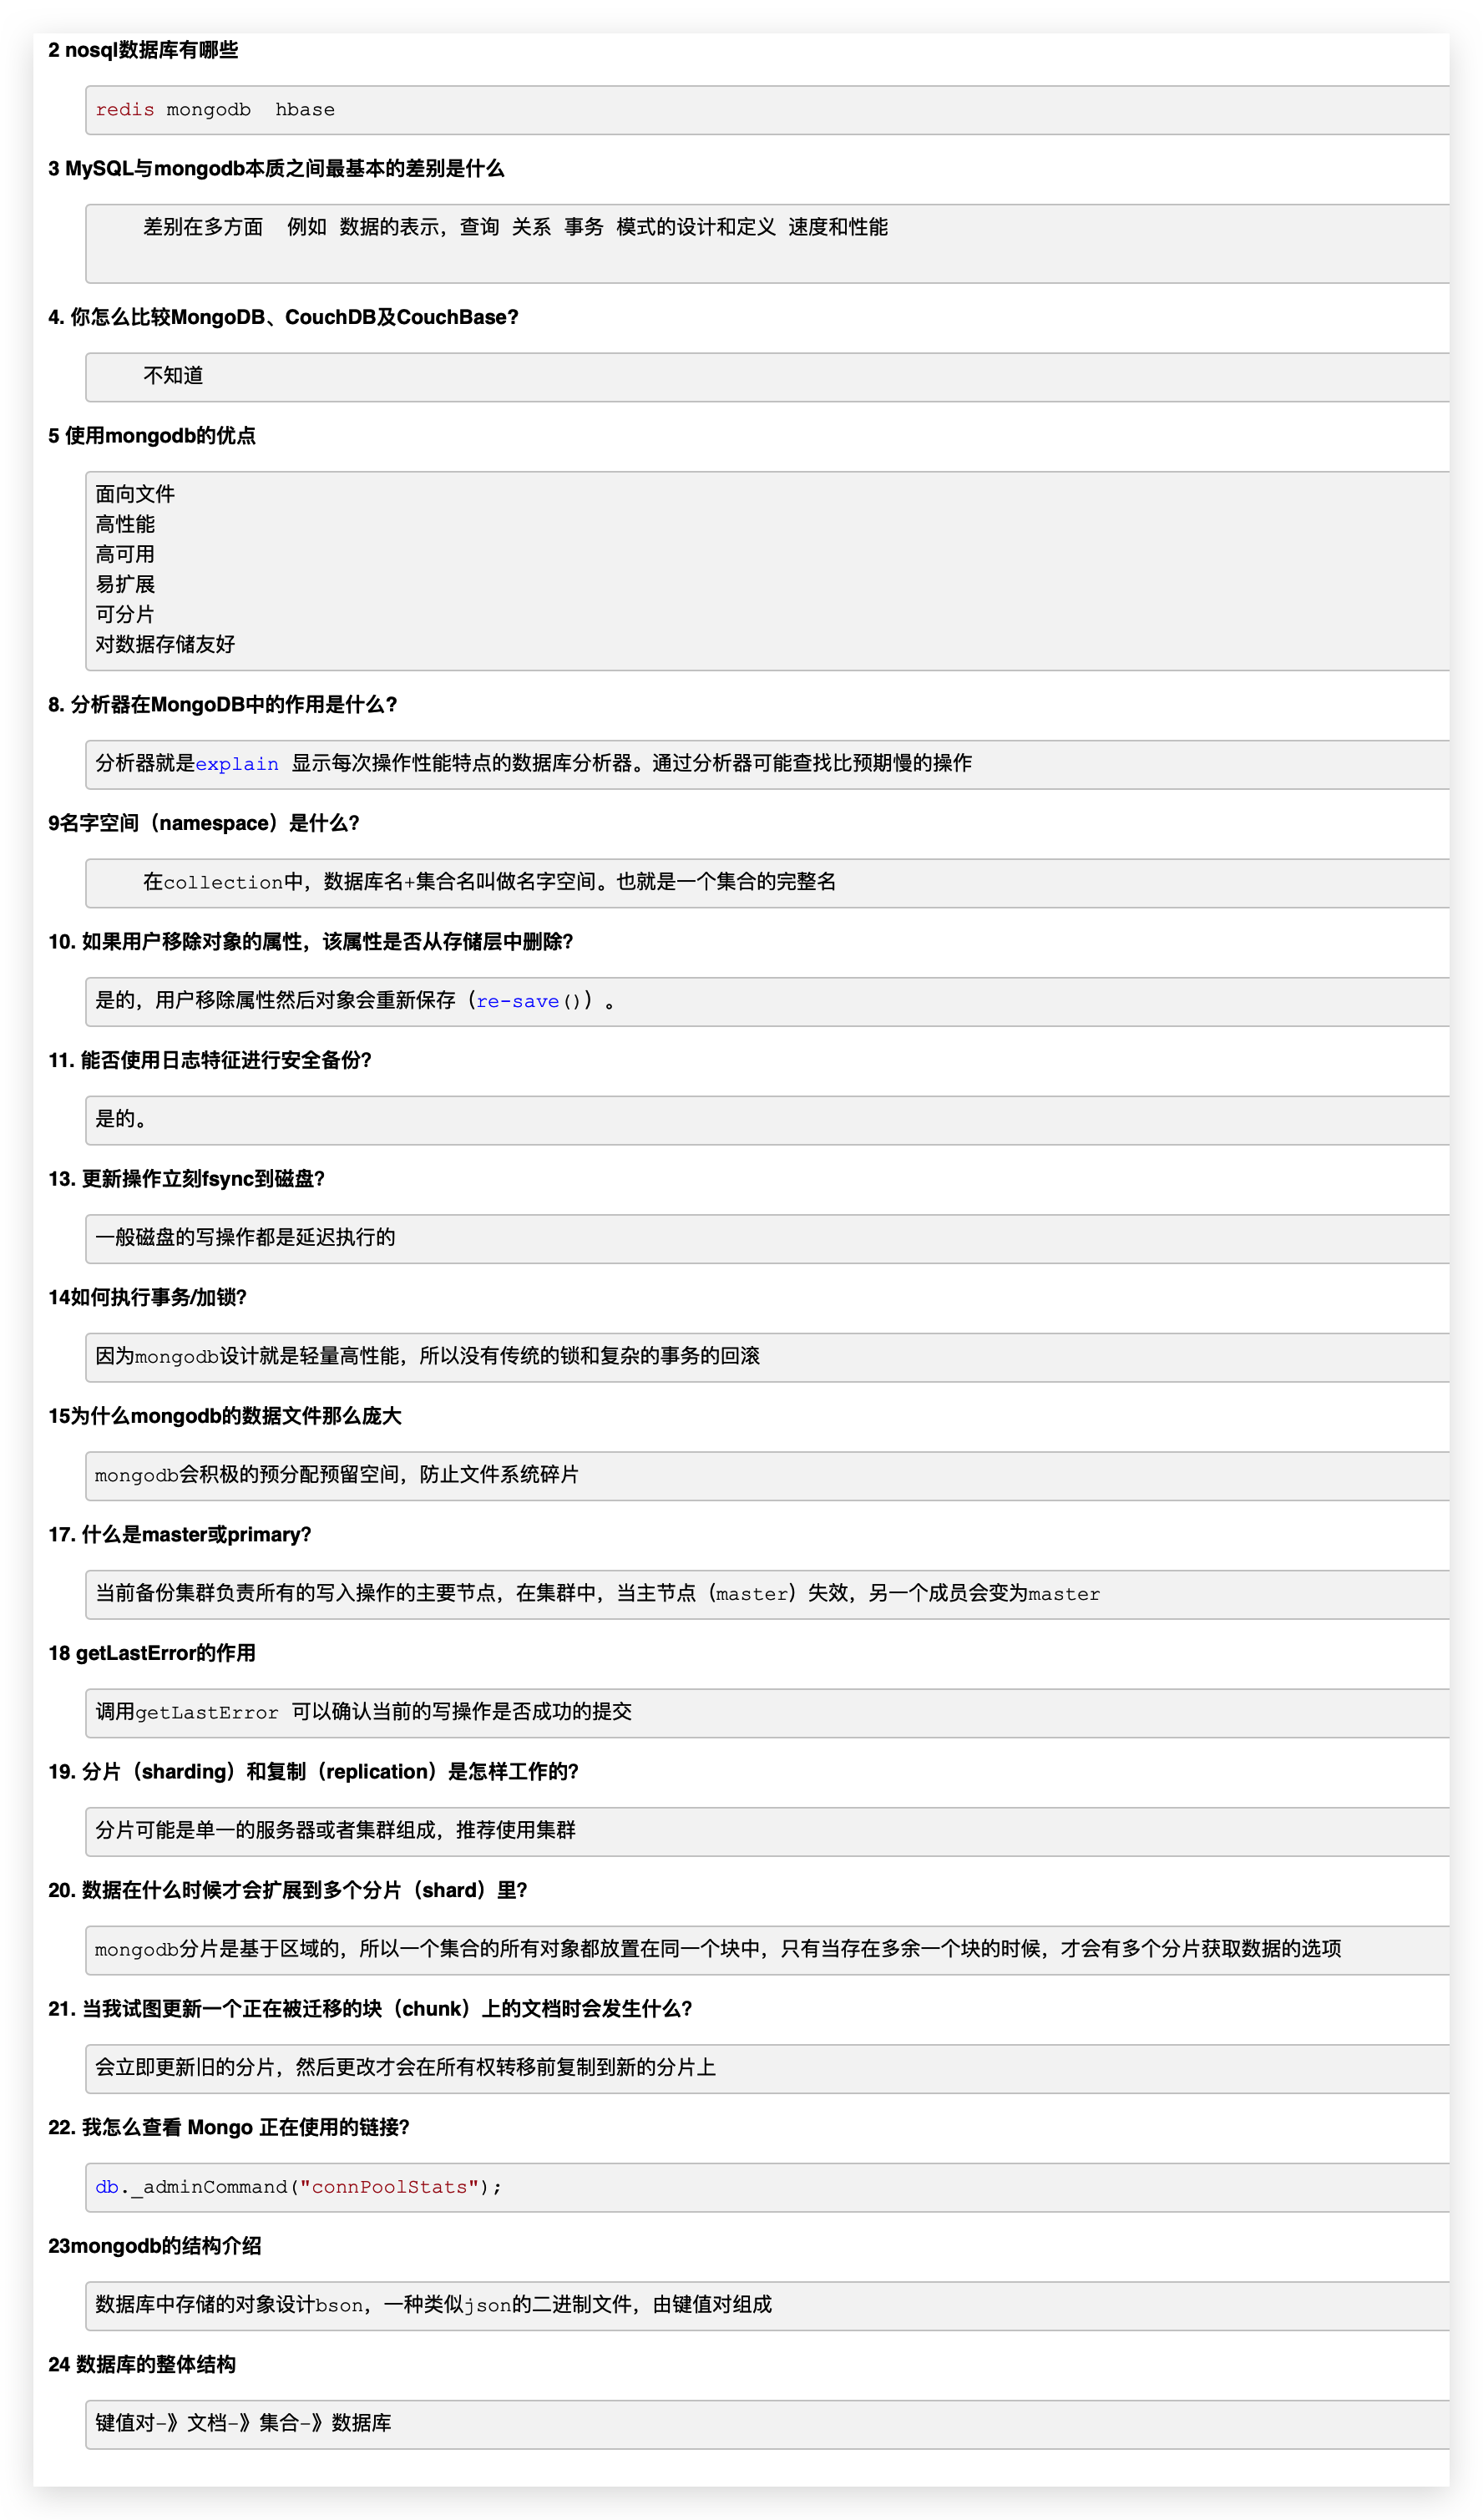 2 nosql数据库有哪些
redis mongodb  hbase
3 MySQL与mongodb本质之间最基本的差别是什么
差别在多方面  例如 数据的表示，查询 关系 事务 模式的设计和定义 速度和性能
4. 你怎么比较MongoDB、CouchDB及CouchBase?
不知道
5 使用mongodb的优点
面向文件
高性能
高可用
易扩展
可分片
对数据存储友好
8. 分析器在MongoDB中的作用是什么?
分析器就是explain 显示每次操作性能特点的数据库分析器。通过分析器可能查找比预期慢的操作
9名字空间（namespace）是什么?
在collection中，数据库名+集合名叫做名字空间。也就是一个集合的完整名
10. 如果用户移除对象的属性，该属性是否从存储层中删除?
是的，用户移除属性然后对象会重新保存（re-save()）。
11. 能否使用日志特征进行安全备份?
是的。
13. 更新操作立刻fsync到磁盘?
一般磁盘的写操作都是延迟执行的
14如何执行事务/加锁?
因为mongodb设计就是轻量高性能，所以没有传统的锁和复杂的事务的回滚
15为什么mongodb的数据文件那么庞大
mongodb会积极的预分配预留空间，防止文件系统碎片
17. 什么是master或primary?
当前备份集群负责所有的写入操作的主要节点，在集群中，当主节点（master）失效，另一个成员会变为master
18 getLastError的作用
调用getLastError 可以确认当前的写操作是否成功的提交
19. 分片（sharding）和复制（replication）是怎样工作的?
分片可能是单一的服务器或者集群组成，推荐使用集群
20. 数据在什么时候才会扩展到多个分片（shard）里?
mongodb分片是基于区域的，所以一个集合的所有对象都放置在同一个块中，只有当存在多余一个块的时候，才会有多个分片获取数据的选项
21. 当我试图更新一个正在被迁移的块（chunk）上的文档时会发生什么?
会立即更新旧的分片，然后更改才会在所有权转移前复制到新的分片上
22. 我怎么查看 Mongo 正在使用的链接?
db._adminCommand("connPoolStats");
23mongodb的结构介绍
数据库中存储的对象设计bson，一种类似json的二进制文件，由键值对组成
24 数据库的整体结构
键值对-》文档-》集合-》数据库